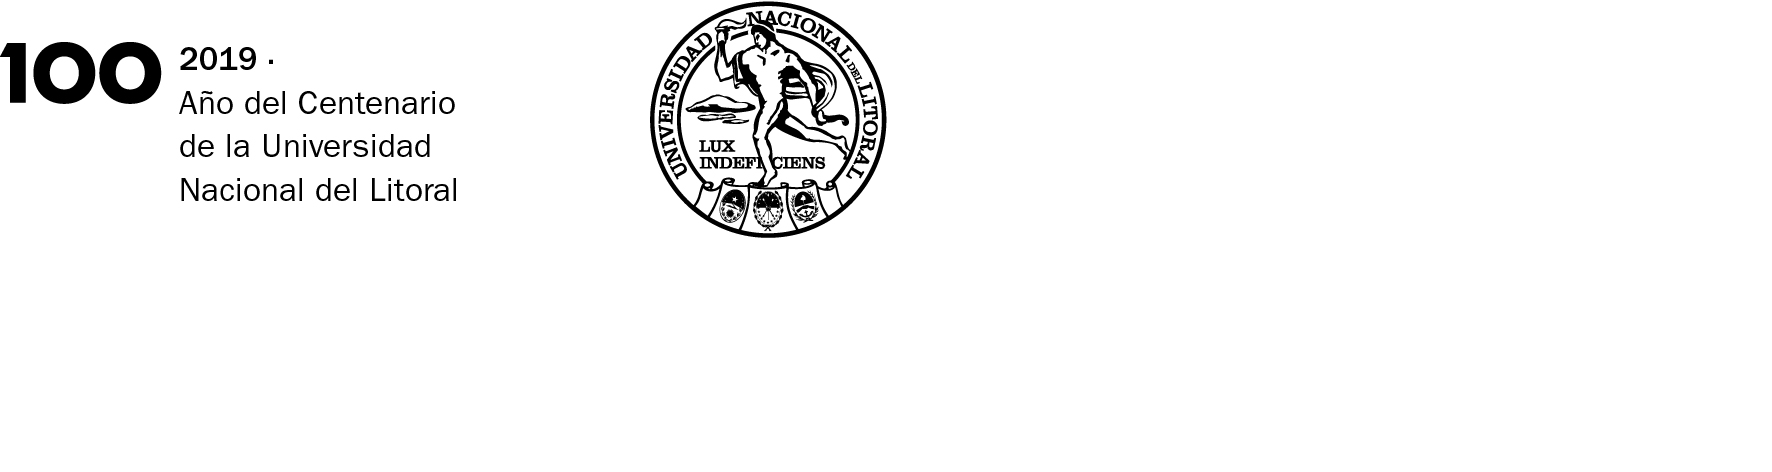 100
2019 ·
Año del Centenario
de la Universidad
Nacional del Litoral
UNIVERSIDAD NACIONAL DEL LITORAL
LUX
INDEFICIENS